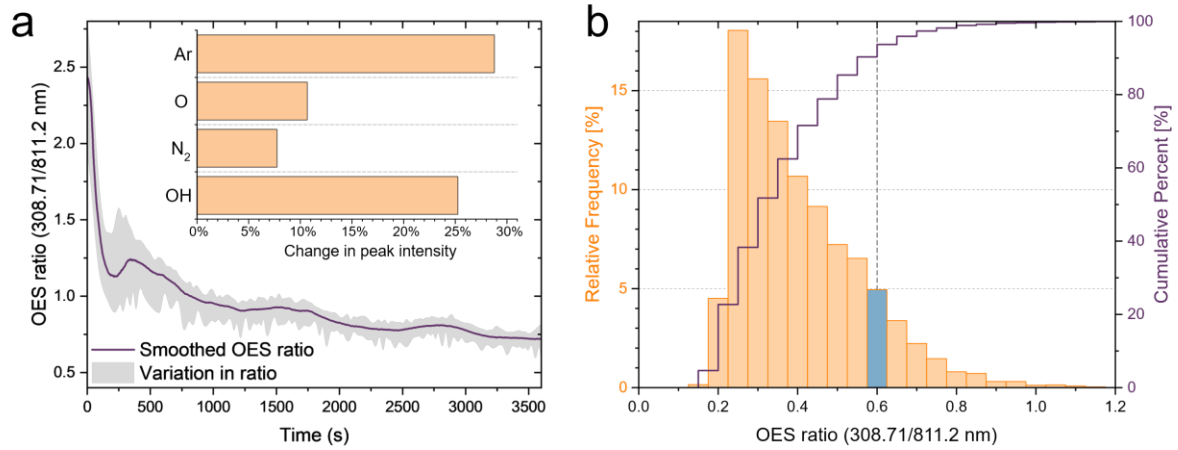 a
OES ratio (308.71/811.2 nm)
2.5
2.0
1.5
1.0
0.5
0 500 1000 1500 2000 2500 3000 3500
Time (s)
Smoothed OES ratio
Variation in ratio
Ar
O
N₂
OH
0% 5% 10% 15% 20% 25% 30%
Change in peak intensity
b
Relative Frequency [%]
15
10
5
0
0.2 0.4 0.6 0.8 1.0 1.2
OES ratio (308.71/811.2 nm)
100
80
60
40
20
0
Cumulative Percent [%]